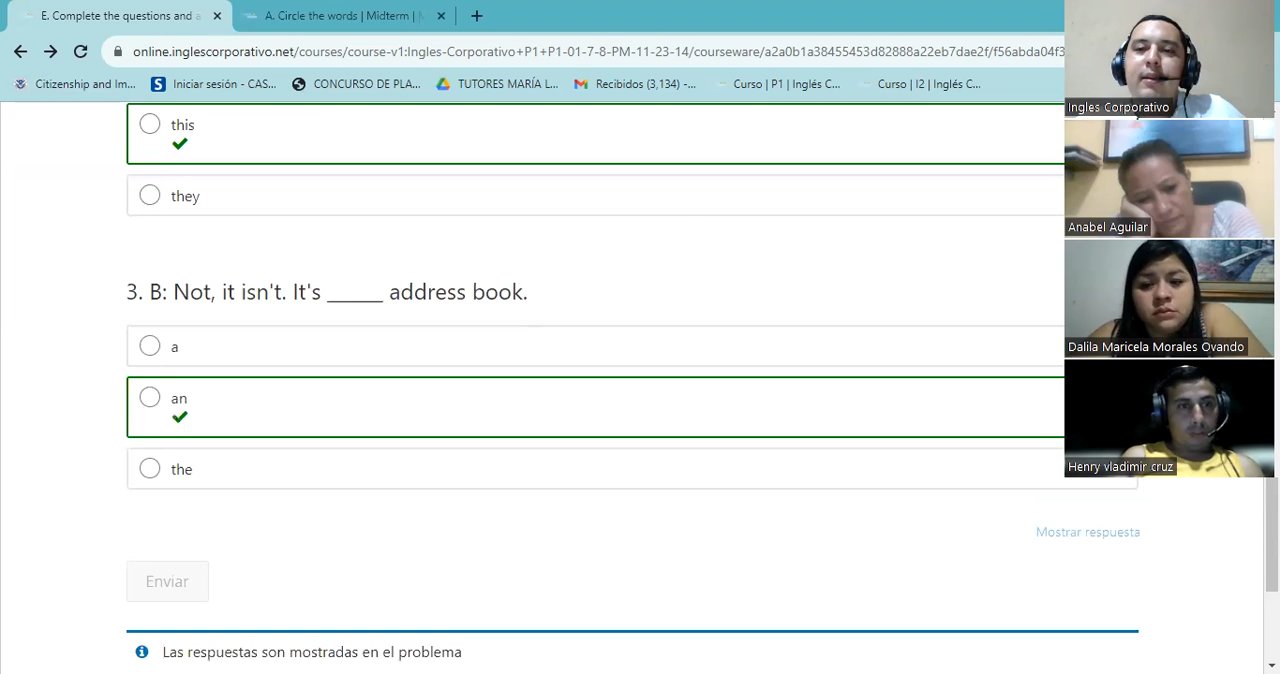 E. Complete the questions and a
A. Circle the words | Midterm |
online.inglescorporativo.net/courses/course-v1:Ingles-Corporativo+P1+P1-01-7-8-PM-11-23-14/courseware/a2a0b1a38455453d82888a22eb7dae2f/f56abda04f3
Citizenship and Im... Iniciar sesión - CAS... CONCURSO DE PLA... TUTORES MARÍA L... Recibidos (3,134) -... Curso | P1 | Inglés C... Curso | I2 | Inglés C...
this
they
3. B: Not, it isn't. It's ______ address book.
a
an
the
Mostrar respuesta
Enviar
Las respuestas son mostradas en el problema
Ingles Corporativo
Anabel Aguilar
Dalila Maricela Morales Ovando
Henry vladimir cruz